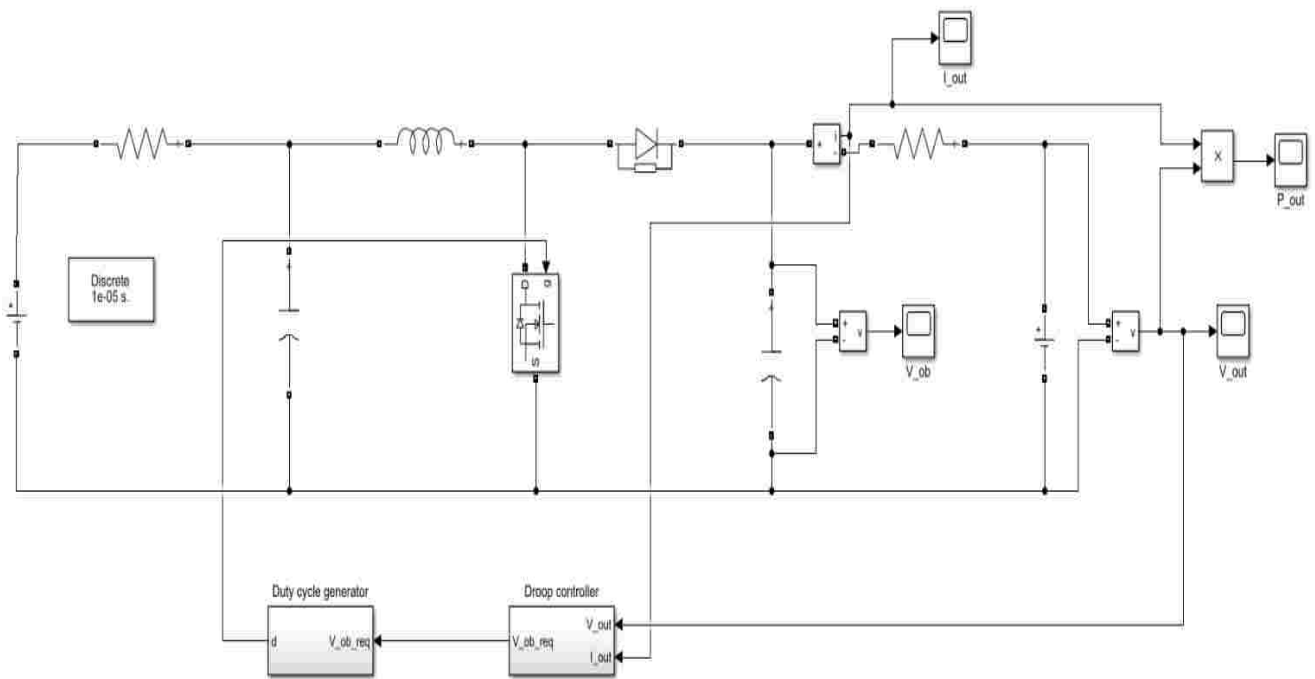 I_out
i
+
-
X
P_out
Discrete
1e-05 s.
D
g
S
+
-
v
V_ob
+
-
v
V_out
Duty cycle generator
Droop controller
d
V_ob_req
V_ob_req
V_out
I_out